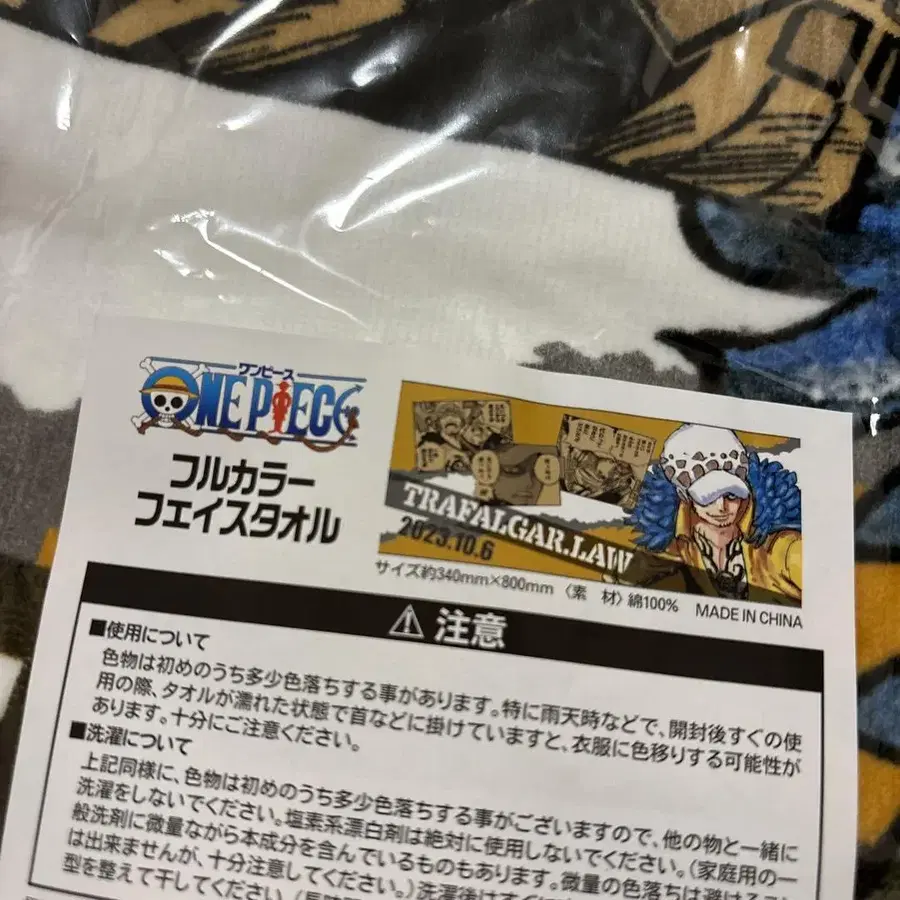 ワンピース
ONE PIECE
フルカラー
フェイスタオル
TRAFALGAR.LAW
2023.10.6
サイズ約340mm×800mm 〈素 材〉綿100% MADE IN CHINA
注意
■使用について
色物は初めのうち多少色落ちする事があります。特に雨天時などで、開封後すぐの使
用の際、タオルが濡れた状態で首などに掛けていますと、衣服に色移りする可能性が
あります。十分にご注意ください。
■洗濯について
上記同様に、色物は初めのうち多少色落ちする事がございますので、他の物と一緒に
洗濯をしないでください。塩素系漂白剤は絶対に使用しないでください。(家庭用の一
般洗剤に微量ながら本成分を含んでいるものもあります。微量の色落ちは避けるこ
は出来ませんが、十分注意してください。)洗濯後はすぐに
型を整えて干してください。